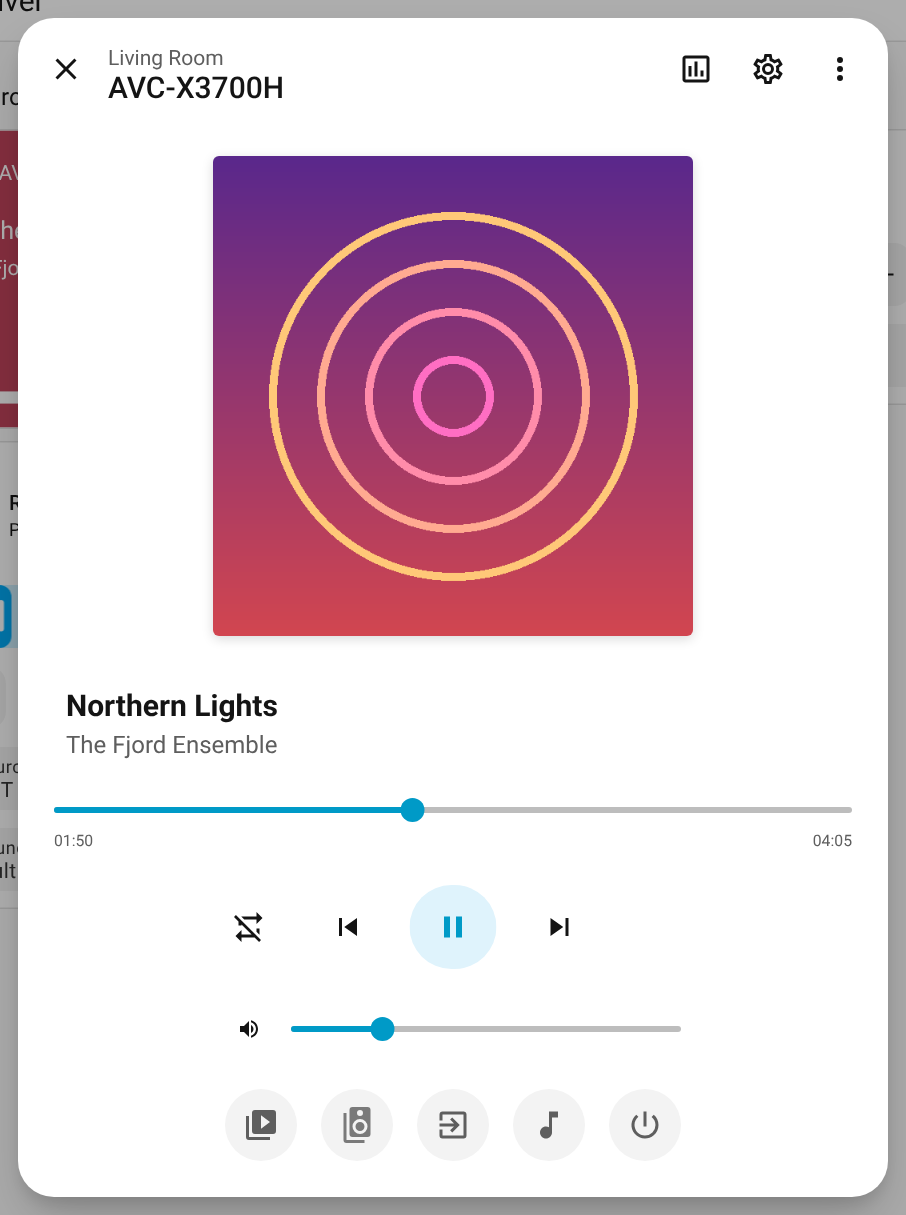 Living Room
AVC-X3700H
Northern Lights
The Fjord Ensemble
01:50
04:05